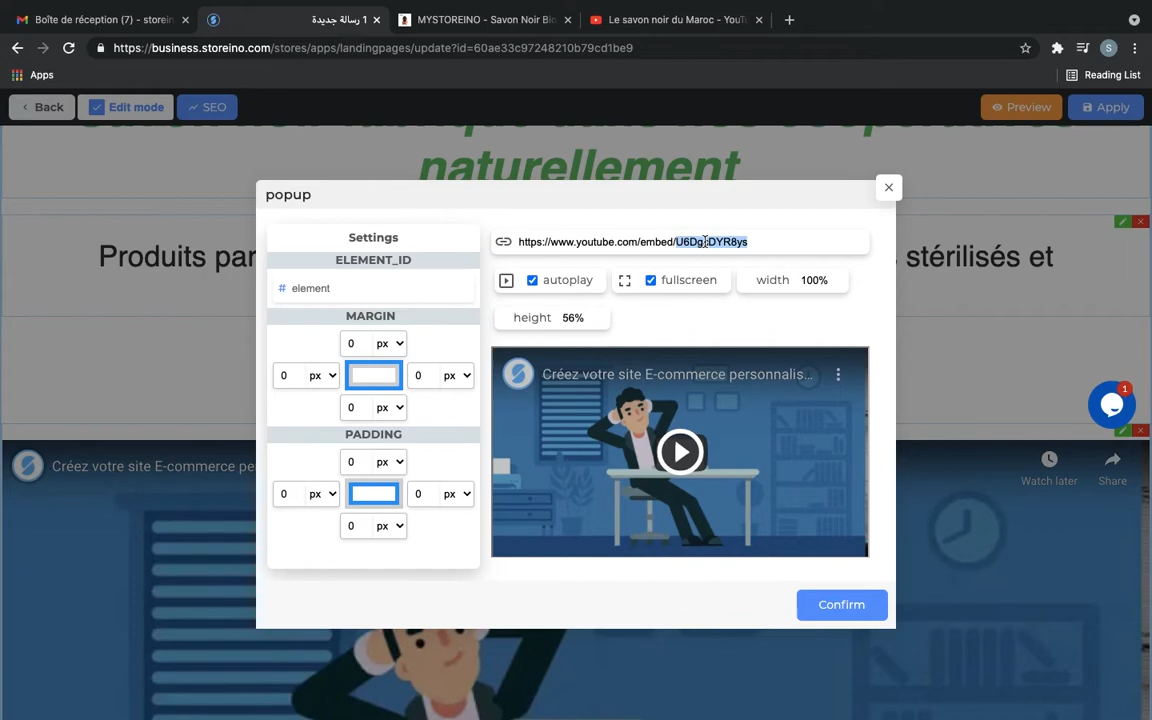 Boîte de réception (7) - storein
1 رسالة جديدة
MYSTOREINO - Savon Noir Bio
Le savon noir du Maroc - YouTu
https://business.storeino.com/stores/apps/landingpages/update?id=60ae33c97248210b79cd1be9
S
Apps
Reading List
Back
Edit mode
SEO
Preview
Apply
naturellement
popup
Settings
https://www.youtube.com/embed/
ELEMENT_ID
autoplay
fullscreen
width 100%
# element
height 56%
MARGIN
0 px
0 px
0 px
0 px
Produits par
stérilisés et
Créez votre site E-commerce personnalis...
1
PADDING
0 px
0 px
0 px
0 px
Créez votre site E-commerce pe
Watch later
Share
Confirm